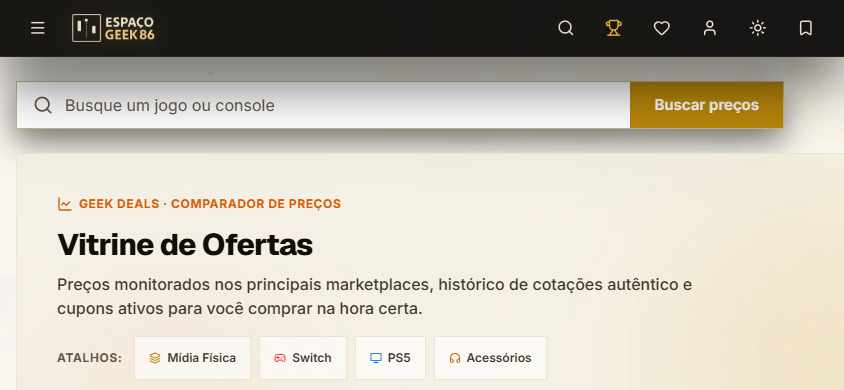 ESPAÇO
GEEK 86
Busque um jogo ou console
Buscar preços
GEEK DEALS · COMPARADOR DE PREÇOS
Vitrine de Ofertas
Preços monitorados nos principais marketplaces, histórico de cotações autêntico e
cupons ativos para você comprar na hora certa.
ATALHOS:
Mídia Física
Switch
PS5
Acessórios